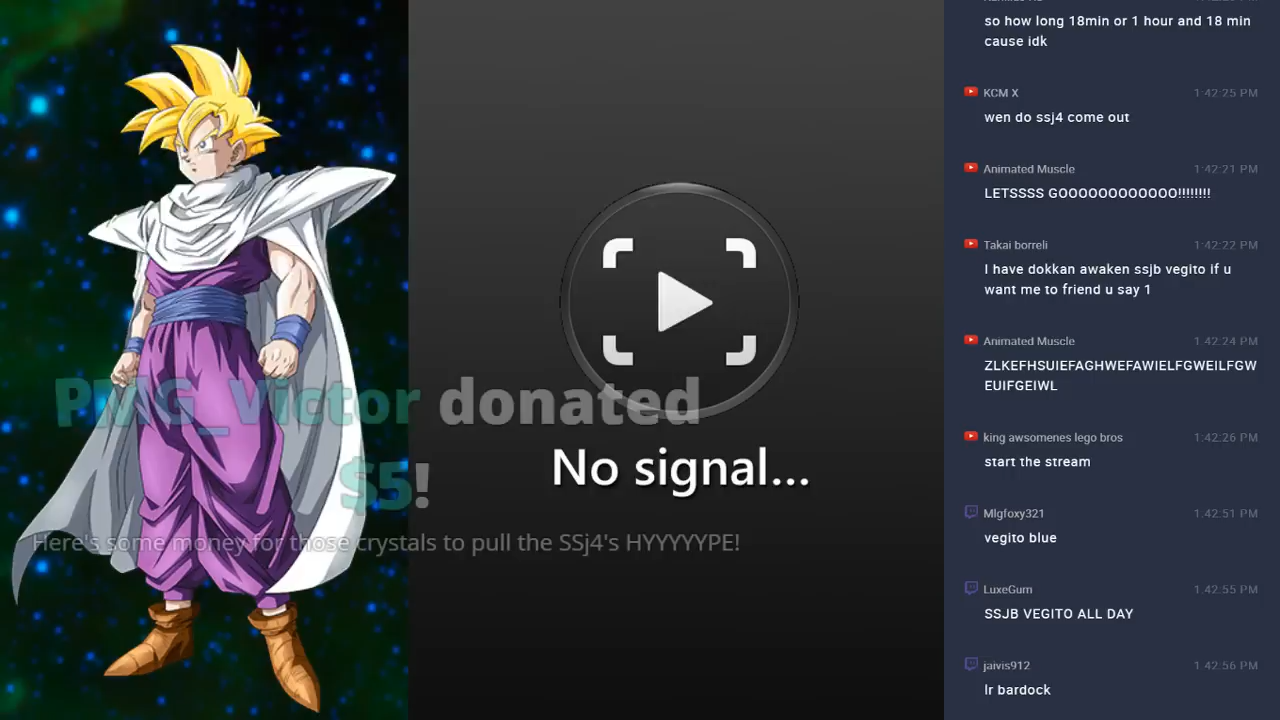 PMG_Victor donated
$5!
Here's some money for those crystals to pull the SSj4's HYYYYYPE!
No signal...
so how long 18min or 1 hour and 18 min
cause idk
KCM X 1:42:25 PM
wen do ssj4 come out
Animated Muscle 1:42:21 PM
LETSSSS GOOOOOOOOOOOO!!!!!!!!
Takai borreli 1:42:22 PM
I have dokkan awaken ssjb vegito if u
want me to friend u say 1
Animated Muscle 1:42:24 PM
ZLKEFHSUIEFAGHWEFAWIELFGWEILFGW
EUIFGEIWL
king awsomenes lego bros 1:42:26 PM
start the stream
Mlgfoxy321 1:42:51 PM
vegito blue
LuxeGum 1:42:55 PM
SSJB VEGITO ALL DAY
jaivis912 1:42:56 PM
lr bardock